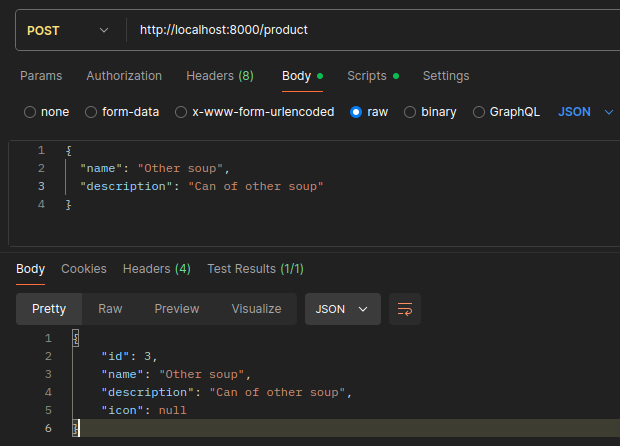 POST http://localhost:8000/product
Params Authorization Headers (8) Body Scripts Settings
none form-data x-www-form-urlencoded raw binary GraphQL JSON
1 {
2 "name": "Other soup",
3 "description": "Can of other soup"
4 }
Body Cookies Headers (4) Test Results (1/1)
Pretty Raw Preview Visualize JSON
1 {
2 "id": 3,
3 "name": "Other soup",
4 "description": "Can of other soup",
5 "icon": null
6 }